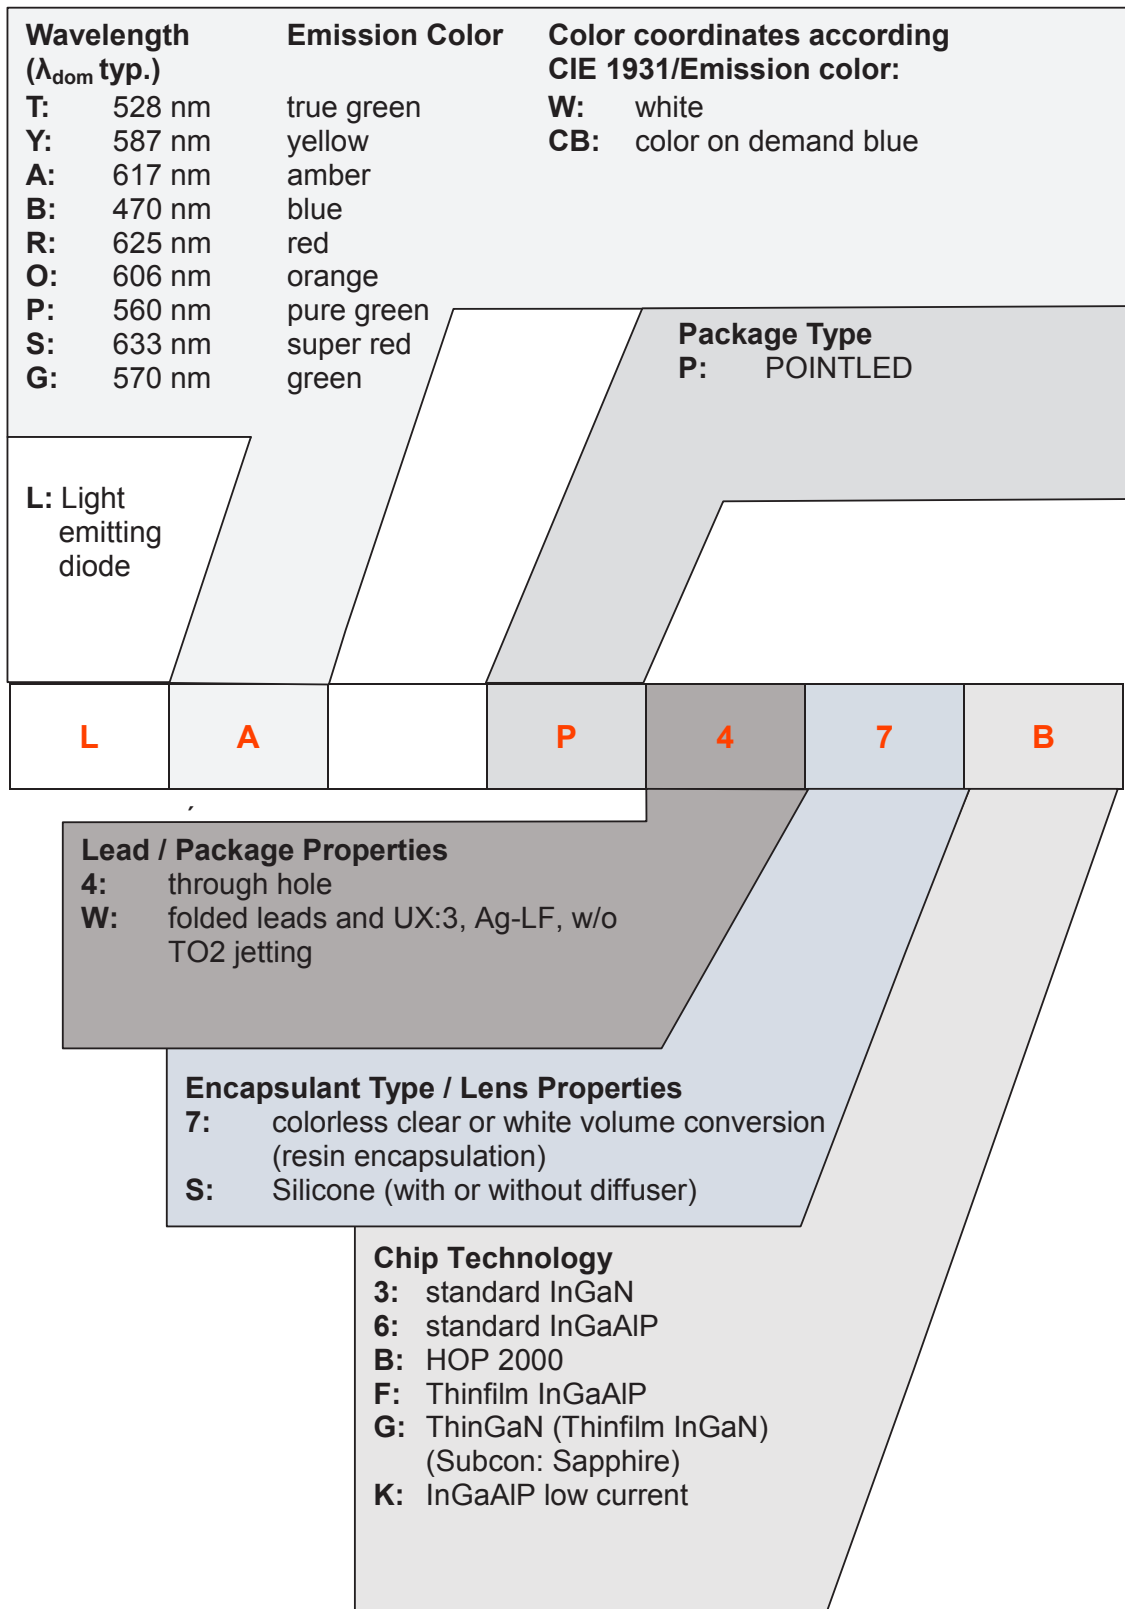 Wavelength Emission Color Color coordinates according
(λdom typ.) CIE 1931/Emission color:
T: 528 nm true green W: white
Y: 587 nm yellow CB: color on demand blue
A: 617 nm amber
B: 470 nm blue
R: 625 nm red
O: 606 nm orange
P: 560 nm pure green
S: 633 nm super red
G: 570 nm green
Package Type
P: POINTLED
L: Light
emitting
diode
L A P 4 7 B
Lead / Package Properties
4: through hole
W: folded leads and UX:3, Ag-LF, w/o
TO2 jetting
Encapsulant Type / Lens Properties
7: colorless clear or white volume conversion
(resin encapsulation)
S: Silicone (with or without diffuser)
Chip Technology
3: standard InGaN
6: standard InGaAlP
B: HOP 2000
F: Thinfilm InGaAlP
G: ThinGaN (Thinfilm InGaN)
(Subcon: Sapphire)
K: InGaAlP low current